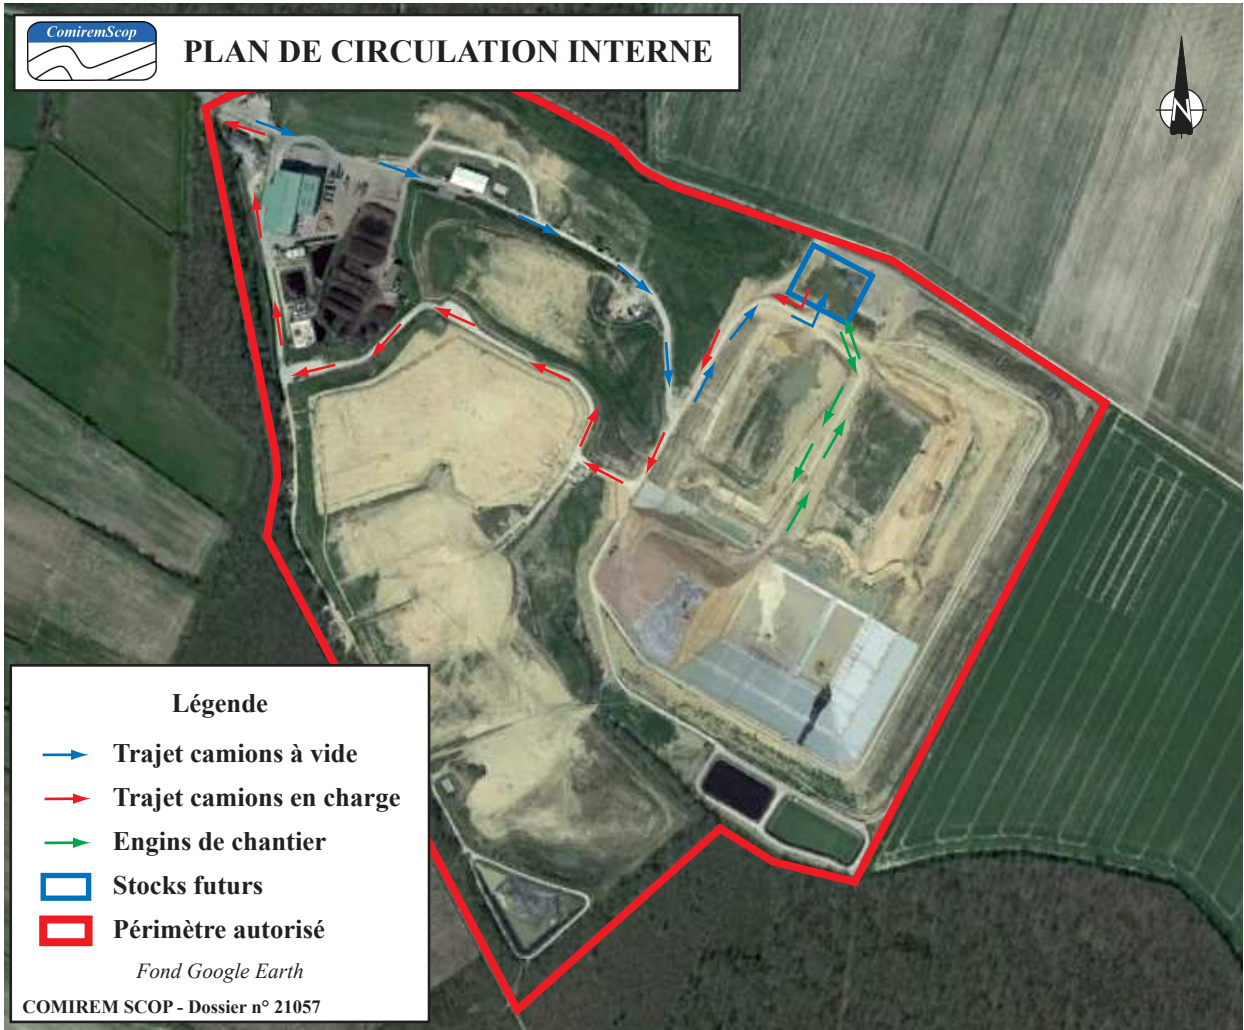 ComiremScop
PLAN DE CIRCULATION INTERNE
N
Légende
Trajet camions à vide
Trajet camions en charge
Engins de chantier
Stocks futurs
Périmètre autorisé
Fond Google Earth
COMIREM SCOP - Dossier n° 21057